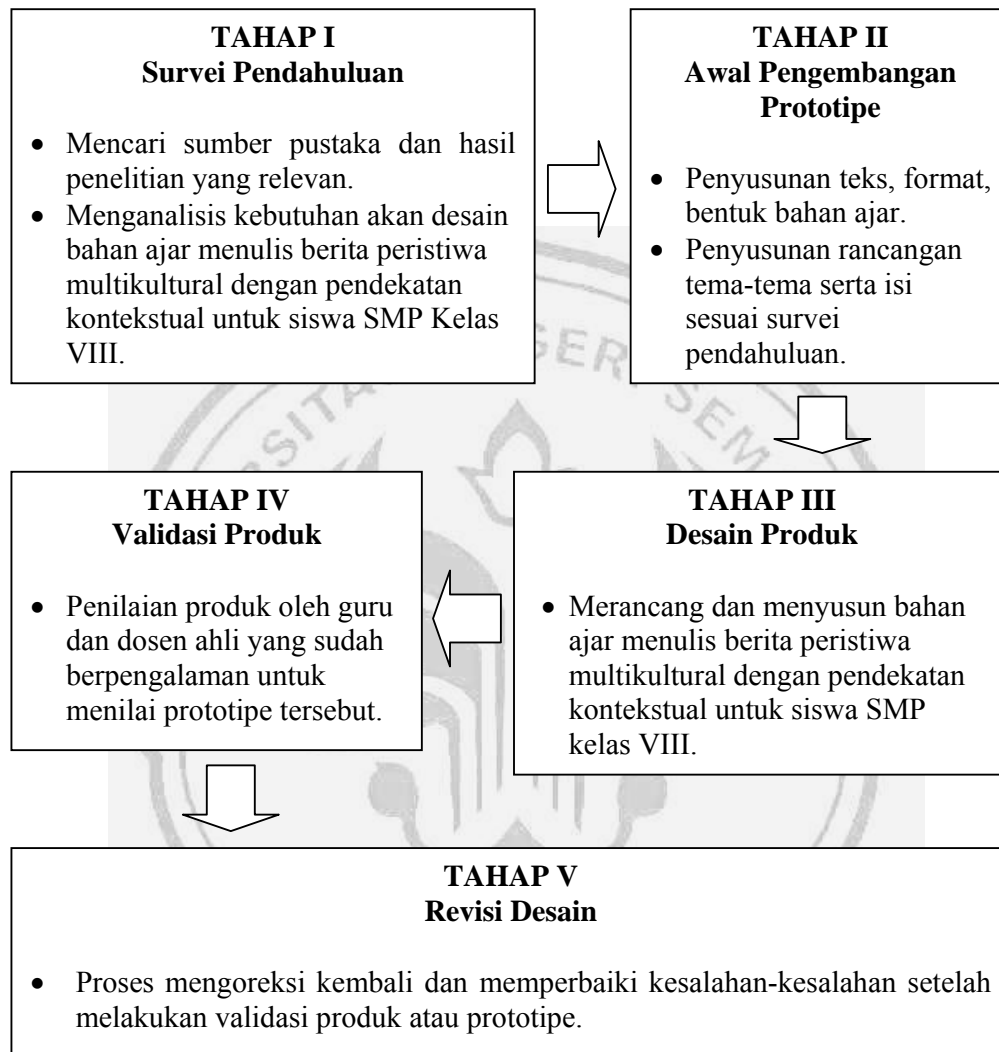 TAHAP I
Survei Pendahuluan
• Mencari sumber pustaka dan hasil
penelitian yang relevan.
• Menganalisis kebutuhan akan desain
bahan ajar menulis berita peristiwa
multikultural dengan pendekatan
kontekstual untuk siswa SMP Kelas
VIII.
TAHAP II
Awal Pengembangan
Prototipe
• Penyusunan teks, format,
bentuk bahan ajar.
• Penyusunan rancangan
tema-tema serta isi
sesuai survei
pendahuluan.
TAHAP III
Desain Produk
• Merancang dan menyusun bahan
ajar menulis berita peristiwa
multikultural dengan pendekatan
kontekstual untuk siswa SMP
kelas VIII.
TAHAP IV
Validasi Produk
• Penilaian produk oleh guru
dan dosen ahli yang sudah
berpengalaman untuk
menilai prototipe tersebut.
TAHAP V
Revisi Desain
• Proses mengoreksi kembali dan memperbaiki kesalahan-kesalahan setelah
melakukan validasi produk atau prototipe.